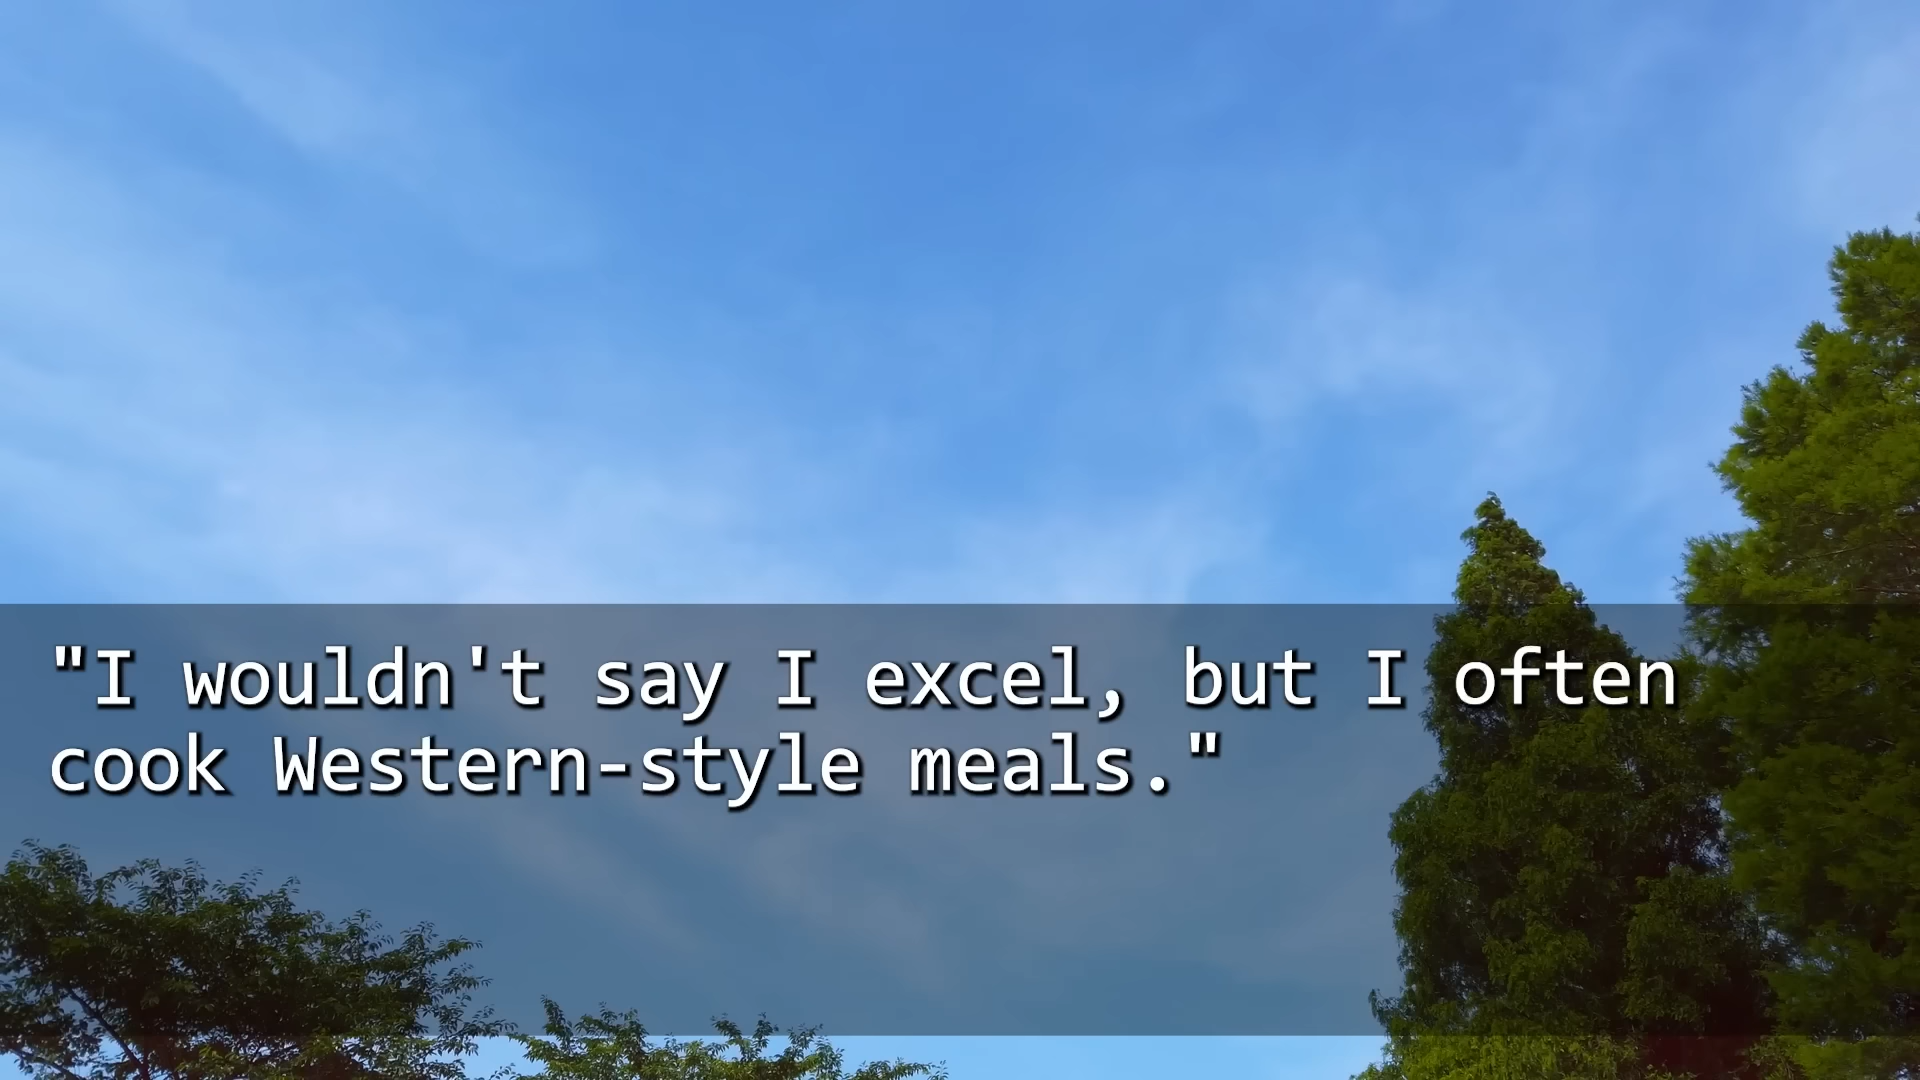 "I wouldn't say I excel, but I often
cook Western-style meals."